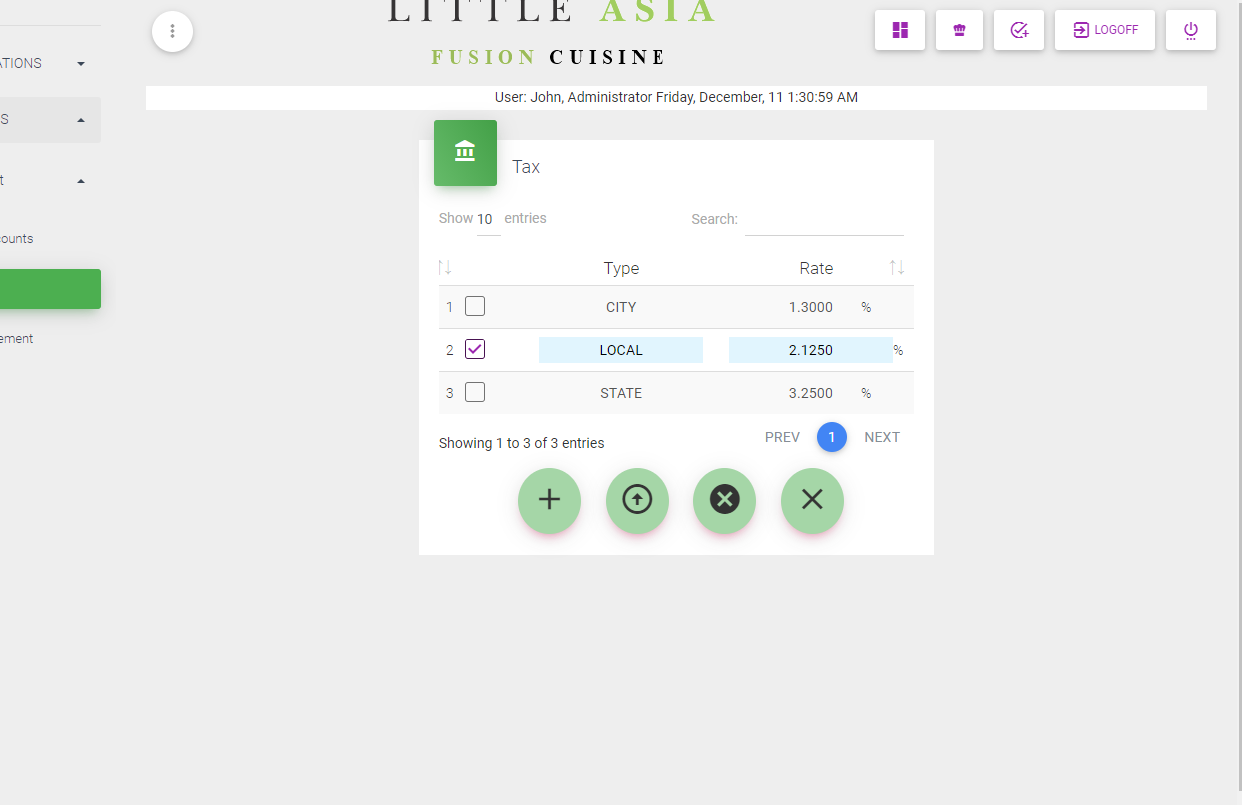 LITTLE ASIA
FUSION CUISINE
LOGOFF
User: John, Administrator Friday, December, 11 1:30:59 AM
ATIONS
S
t
counts
ement
Tax
Show 10 entries
Search:
Type Rate
1 CITY 1.3000 %
2 LOCAL 2.1250 %
3 STATE 3.2500 %
Showing 1 to 3 of 3 entries
PREV 1 NEXT